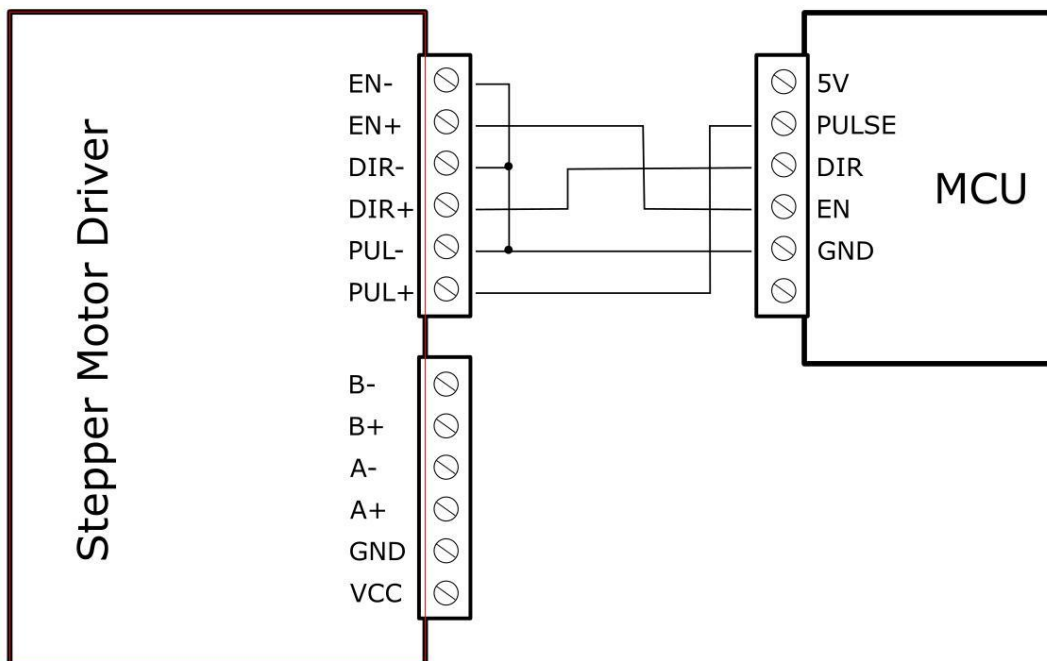 Stepper Motor Driver
EN-
EN+
DIR-
DIR+
PUL-
PUL+
B-
B+
A-
A+
GND
VCC
5V
PULSE
DIR
EN
GND
MCU